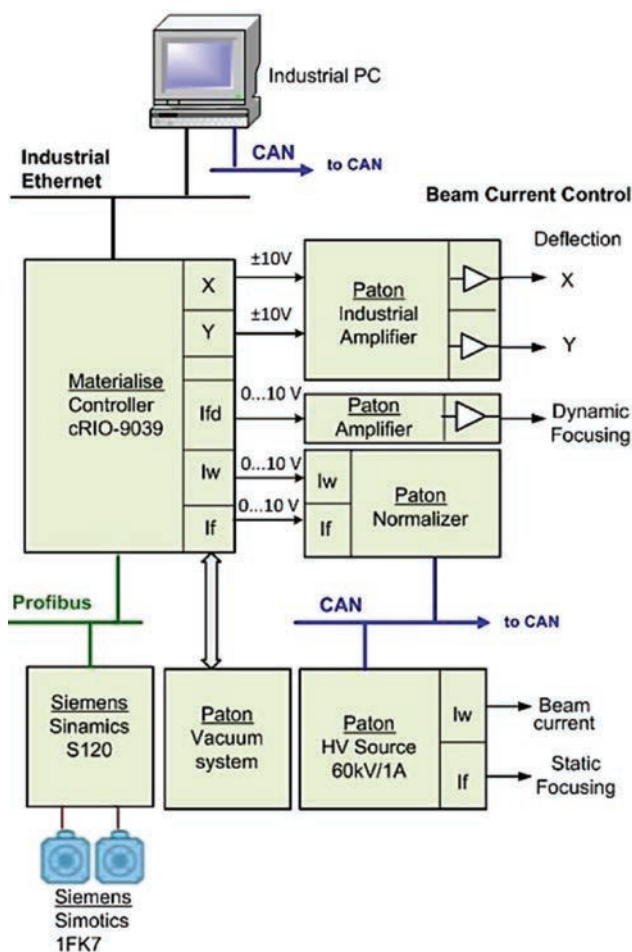 Industrial PC
CAN
to CAN
Industrial
Ethernet
Beam Current Control
Deflection
Materialise
Controller
cRIO-9039
X
Y
Ifd
Iw
If
±10V
±10V
0...10 V
0...10 V
0...10 V
Paton
Industrial
Amplifier
X
Y
Paton
Amplifier
Dynamic
Focusing
Iw
If
Paton
Normalizer
Profibus
CAN
to CAN
Siemens
Sinamics
S120
Paton
Vacuum
system
Paton
HV Source
60kV/1A
Iw
If
Beam
current
Static
Focusing
Siemens
Simotics
1FK7